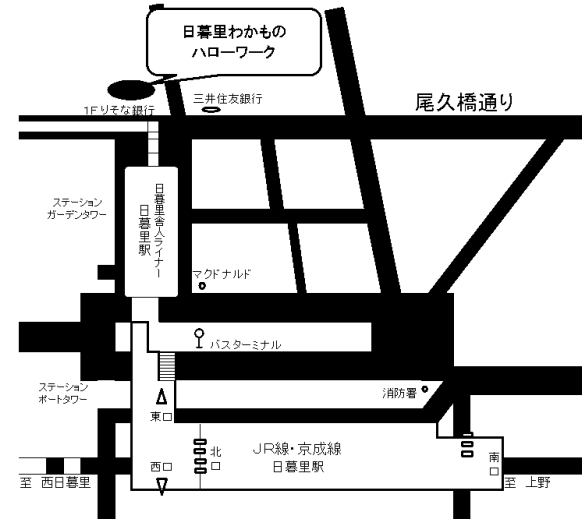 日暮里わかもの
ハローワーク
1Fりそな銀行
三井住友銀行
尾久橋通り
ステーション
ガーデンタワー
日暮里舎人ライナー
日暮里駅
マクドナルド
バスターミナル
ステーション
ポートタワー
消防署
東口
JR線・京成線
日暮里駅
北口
西口
南口
至 西日暮里
至 上野